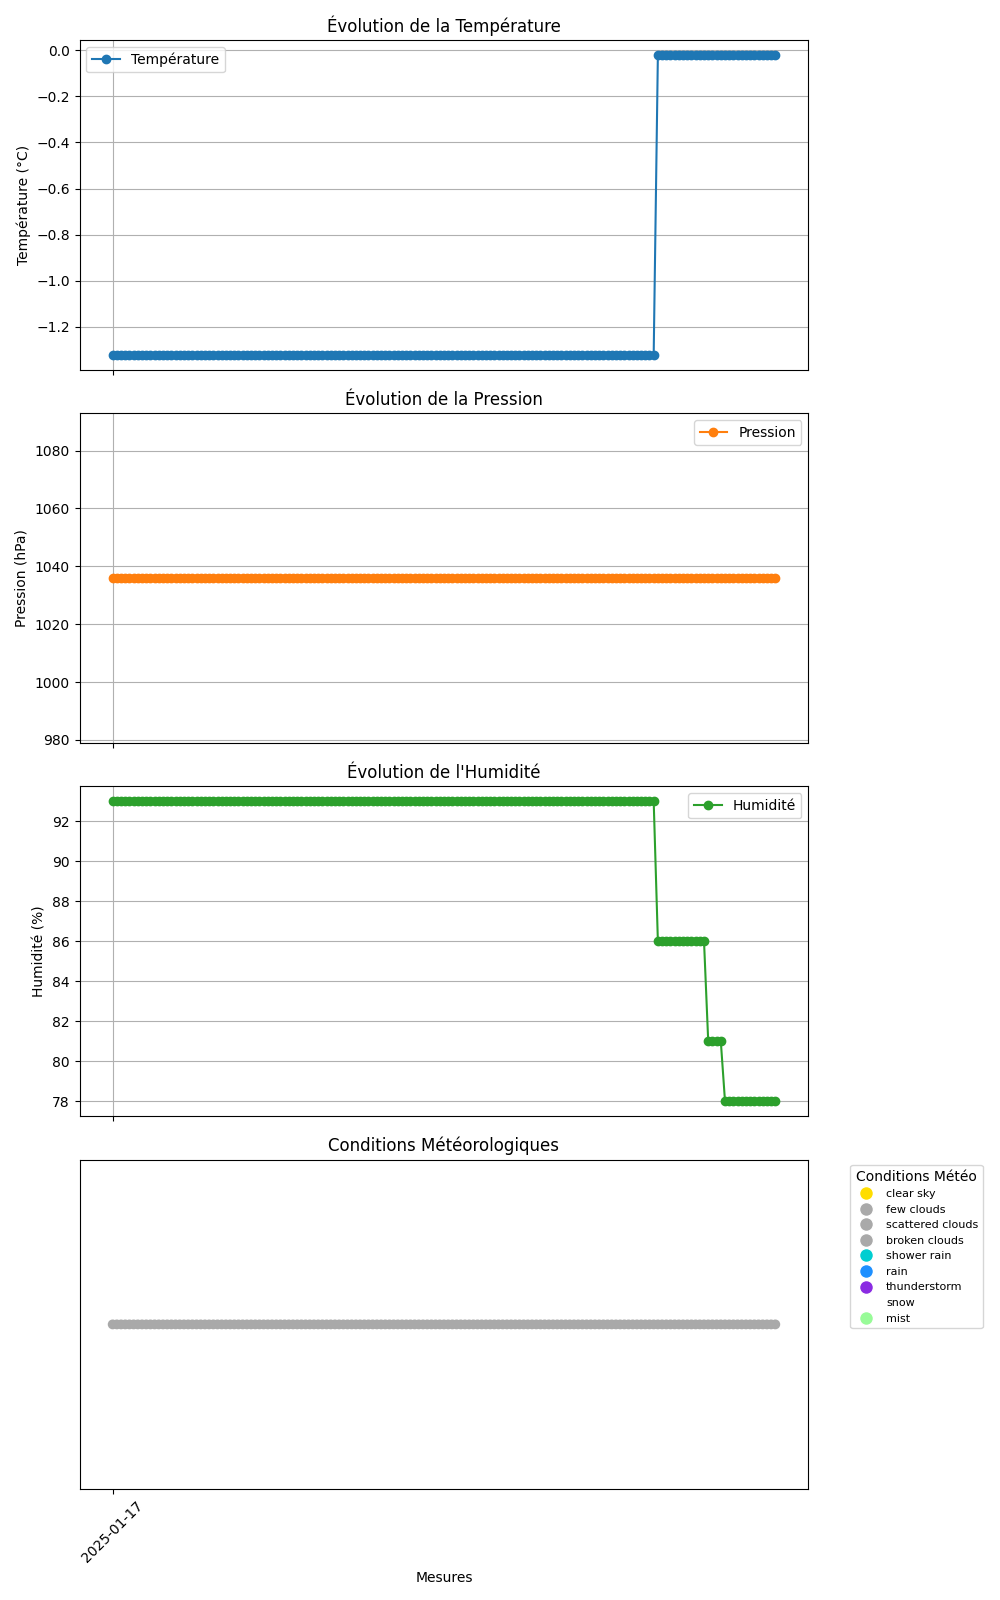 Évolution de la Température
0.0
−0.2
−0.4
−0.6
−0.8
−1.0
−1.2
Température (°C)
Température
Évolution de la Pression
1080
1060
1040
1020
1000
980
Pression (hPa)
Pression
Évolution de l'Humidité
92
90
88
86
84
82
80
78
Humidité (%)
Humidité
Conditions Météorologiques
Conditions Météo
clear sky
few clouds
scattered clouds
broken clouds
shower rain
rain
thunderstorm
snow
mist
2025-01-17
Mesures